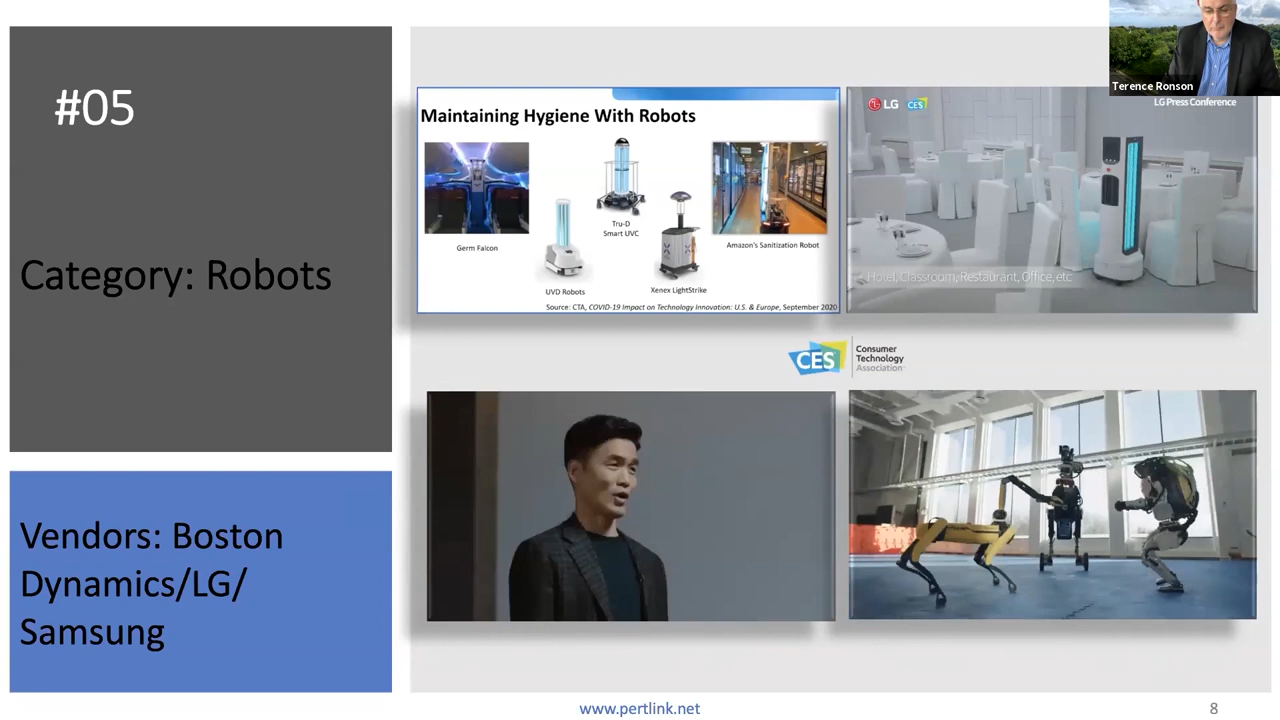 #05
Category: Robots
Vendors: Boston
Dynamics/LG/
Samsung
Maintaining Hygiene With Robots
Germ Falcon
UVD Robots
Tru-D
Smart UVC
Xenex LightStrike
Amazon's Sanitization Robot
Source: CTA, COVID-19 Impact on Technology Innovation: U.S. & Europe, September 2020
LG
CES
LG Press Conference
Hotel, Classroom, Restaurant, Office, etc
Terence Ronson
CES
Consumer
Technology
Association
www.pertlink.net
8